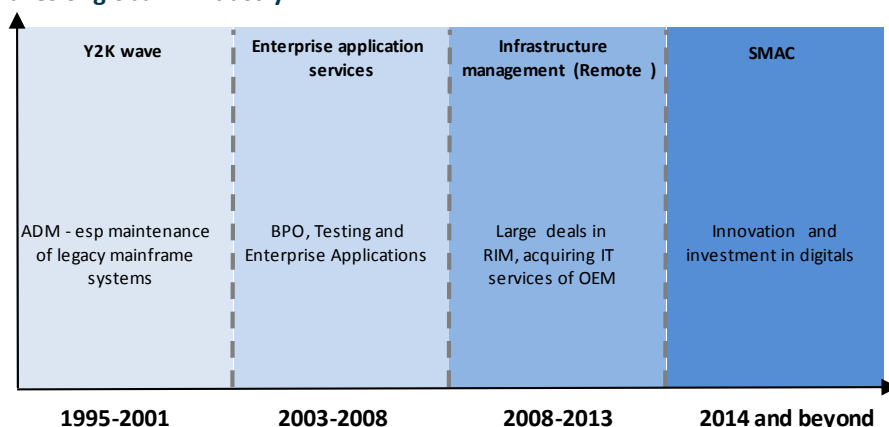 Y2K wave
Enterprise application
services
Infrastructure
management (Remote )
SMAC
ADM - esp maintenance
of legacy mainframe
systems
BPO, Testing and
Enterprise Applications
Large deals in
RIM, acquiring IT
services of OEM
Innovation and
investment in digitals
1995-2001
2003-2008
2008-2013
2014 and beyond